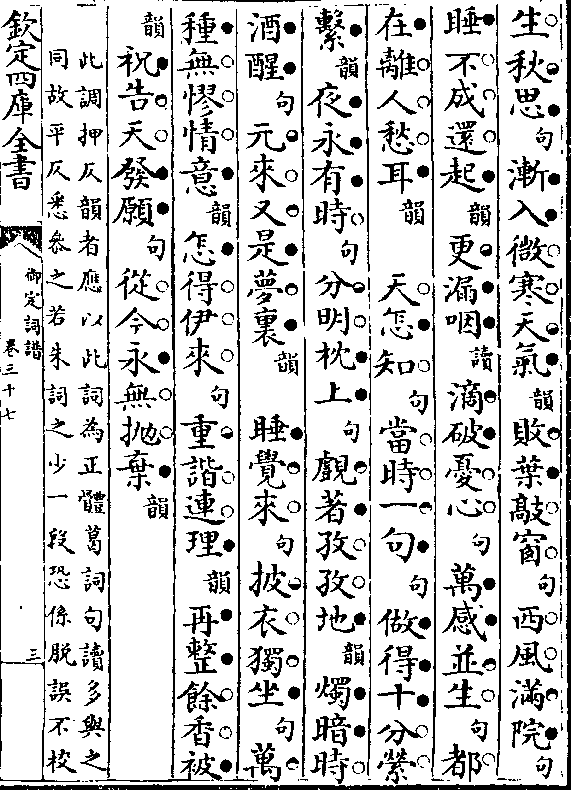 生秋思句漸入微寒天氣韻敗葉敲窗句西風滿院句
睡不成還起韻更漏咽讀滴破憂心句萬感並生句都
在離人愁耳韻天怎知句當時一句句做得十分縈
繫韻夜永有時句分明枕上句覷著孜孜地韻燭暗時
酒醒句元來又是夢裏韻睡覺來句披衣獨坐句萬
種無憀情意韻怎得伊來句重諧連理韻再整餘香被
韻祝告天發願句從今永無抛棄韻
此調押仄韻者應以此詞為正體葛詞句讀多與之
同故平仄悉叅之若朱詞之少一段恐係脫誤不校
欽定四庫全書
御定詞譜
卷三十七
三